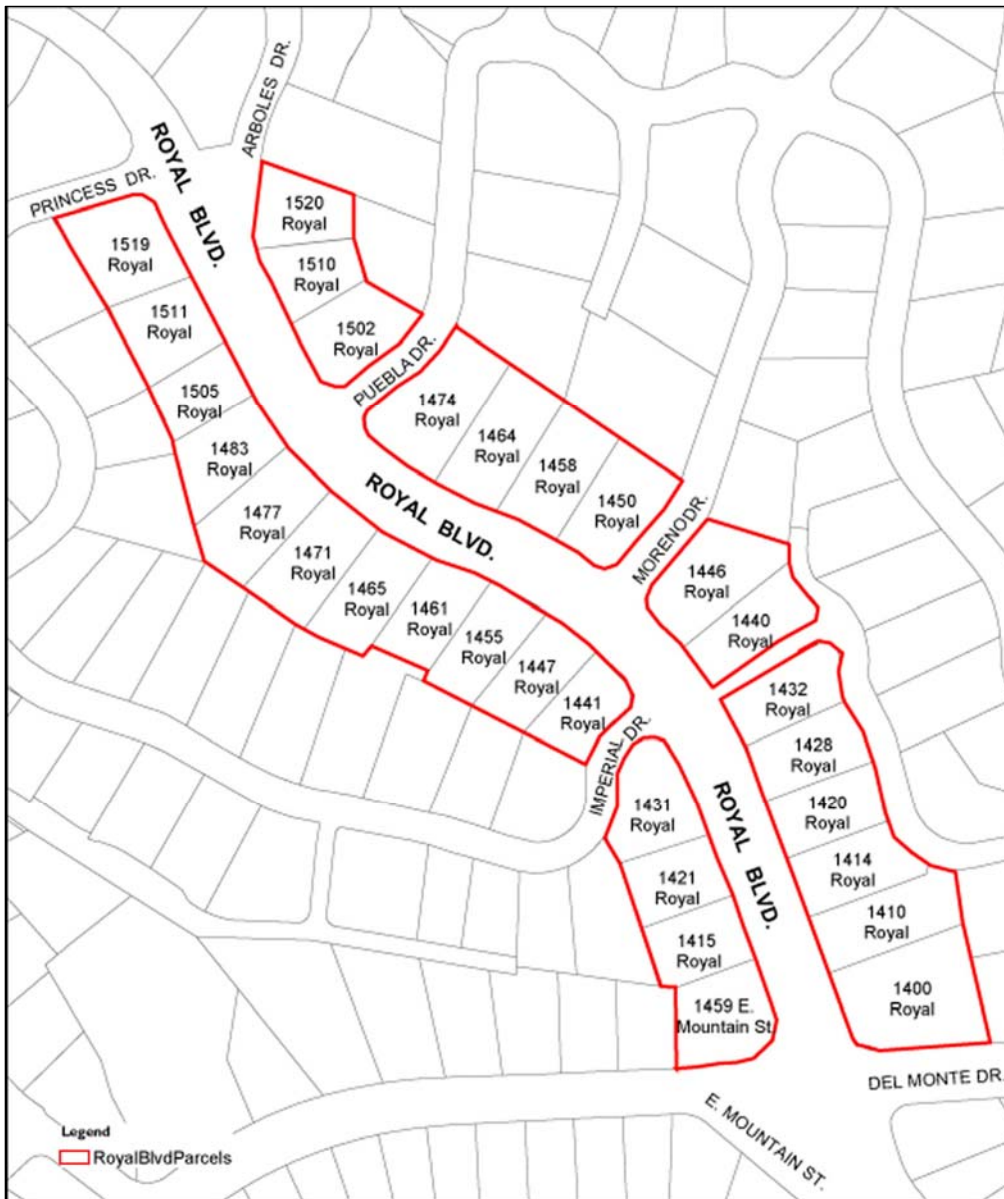 ARBOLES DR.
ROYAL BLVD.
PRINCESS DR.
1520
Royal
1519
Royal
1510
Royal
1511
Royal
1502
Royal
PUEBLA DR.
1505
Royal
1474
Royal
1483
Royal
1464
Royal
1458
Royal
1450
Royal
ROYAL BLVD.
1477
Royal
1471
Royal
MORENO DR.
1465
Royal
1461
Royal
1446
Royal
1440
Royal
1455
Royal
1447
Royal
1441
Royal
1432
Royal
IMPERIAL DR.
1428
Royal
1431
Royal
ROYAL BLVD.
1420
Royal
1414
Royal
1421
Royal
1410
Royal
1415
Royal
1400
Royal
1459 E.
Mountain St.
DEL MONTE DR.
E. MOUNTAIN ST.
Legend
RoyalBlvdParcels